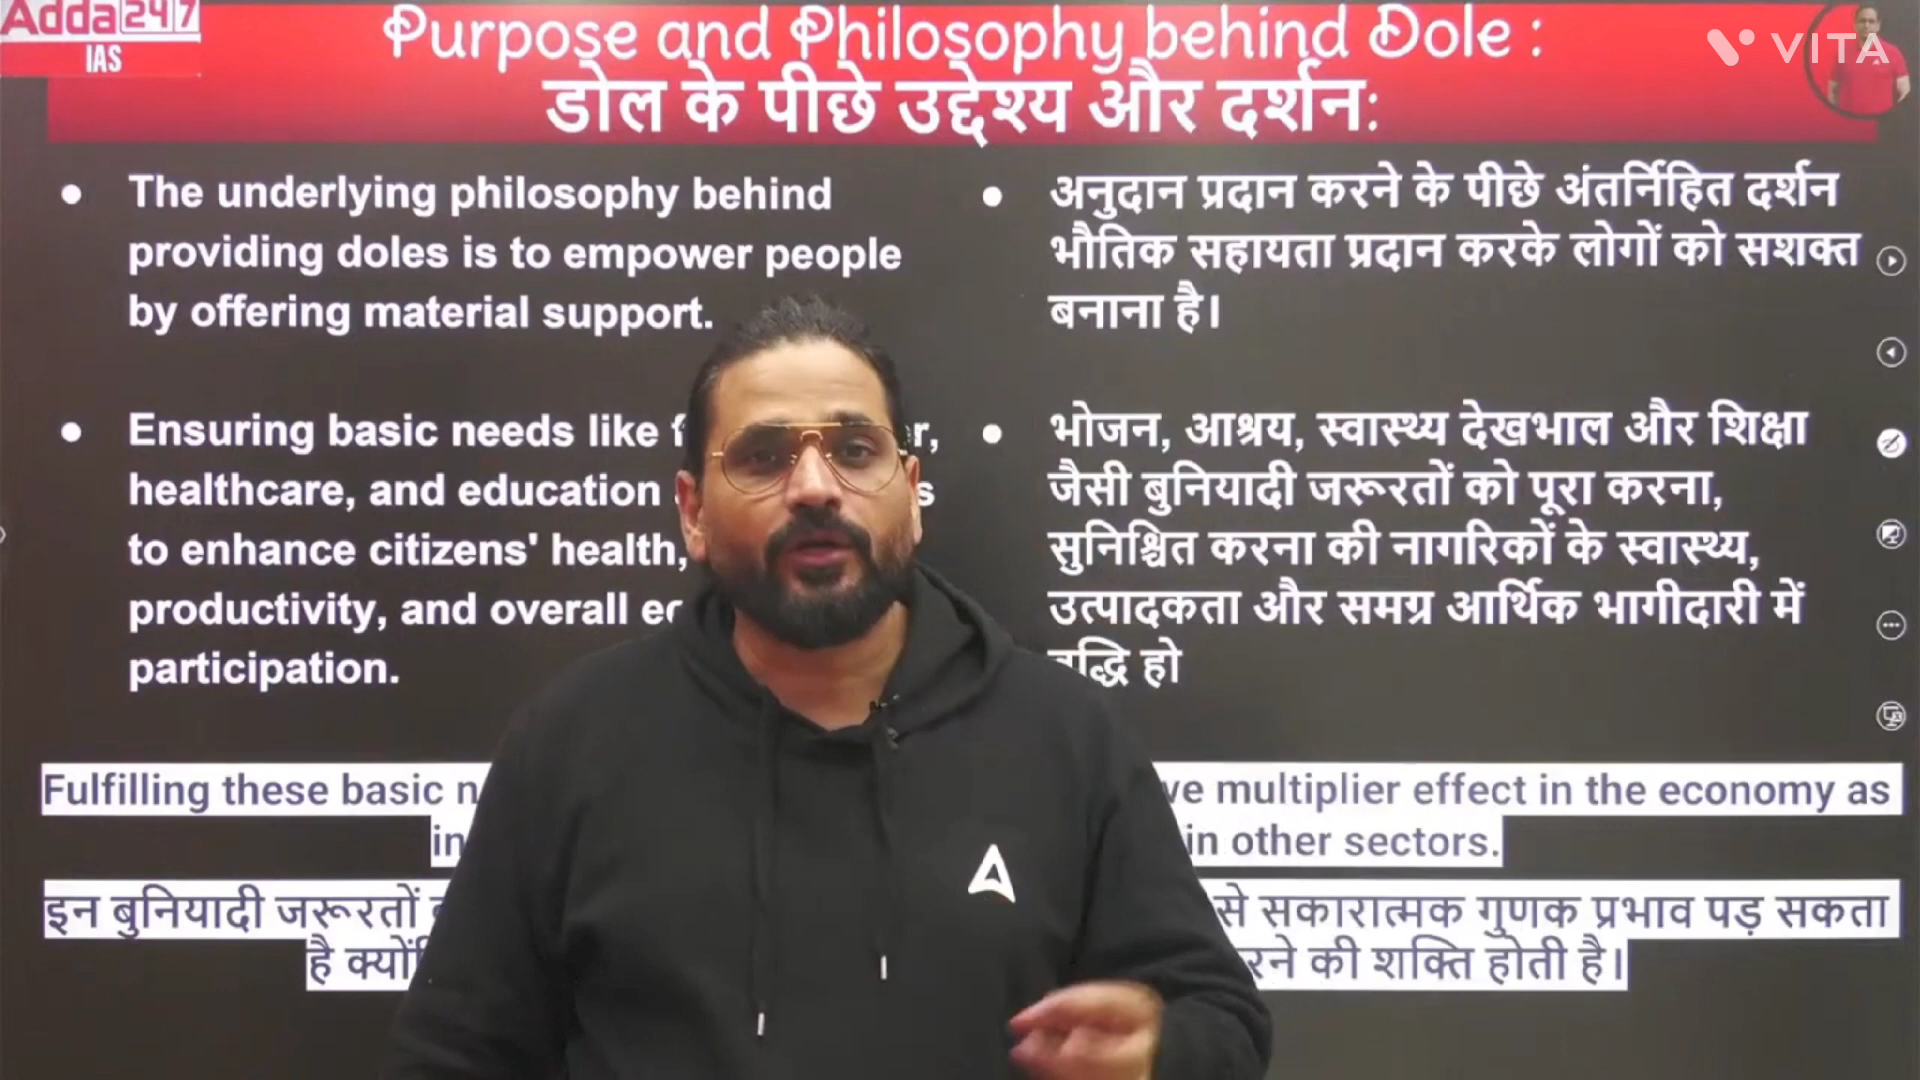 Adda247
IAS
Purpose and Philosophy behind Dole :
VITA
डोल के पीछे उद्देश्य और दर्शन:
The underlying philosophy behind
providing doles is to empower people
by offering material support.
Ensuring basic needs like
healthcare, and education
to enhance citizens' health,
productivity, and overall
participation.
अनुदान प्रदान करने के पीछे अंतर्निहित दर्शन
भौतिक सहायता प्रदान करके लोगों को सशक्त
बनाना है।
भोजन, आश्रय, स्वास्थ्य देखभाल और शिक्षा
जैसी बुनियादी जरूरतों को पूरा करना,
सुनिश्चित करना की नागरिकों के स्वास्थ्य,
उत्पादकता और समग्र आर्थिक भागीदारी में
वृद्धि हो
Fulfilling these basic multiplier effect in the economy as
in other sectors.
इन बुनियादी जरूरतों से सकारात्मक गुणक प्रभाव पड़ सकता
है की शक्ति होती है।